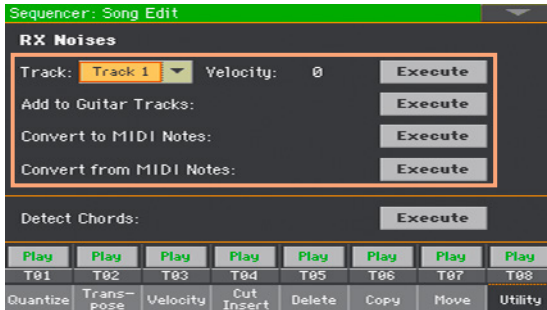 Sequencer: Song Edit
RX Noises
Track: Track 1 Velocity: 0 Execute
Add to Guitar Tracks: Execute
Convert to MIDI Notes: Execute
Convert from MIDI Notes: Execute
Detect Chords: Execute
Play Play Play Play Play Play Play Play
T01 T02 T03 T04 T05 T06 T07 T08
Quantize Trans- Velocity Cut Delete Copy Move Utility
pose Insert